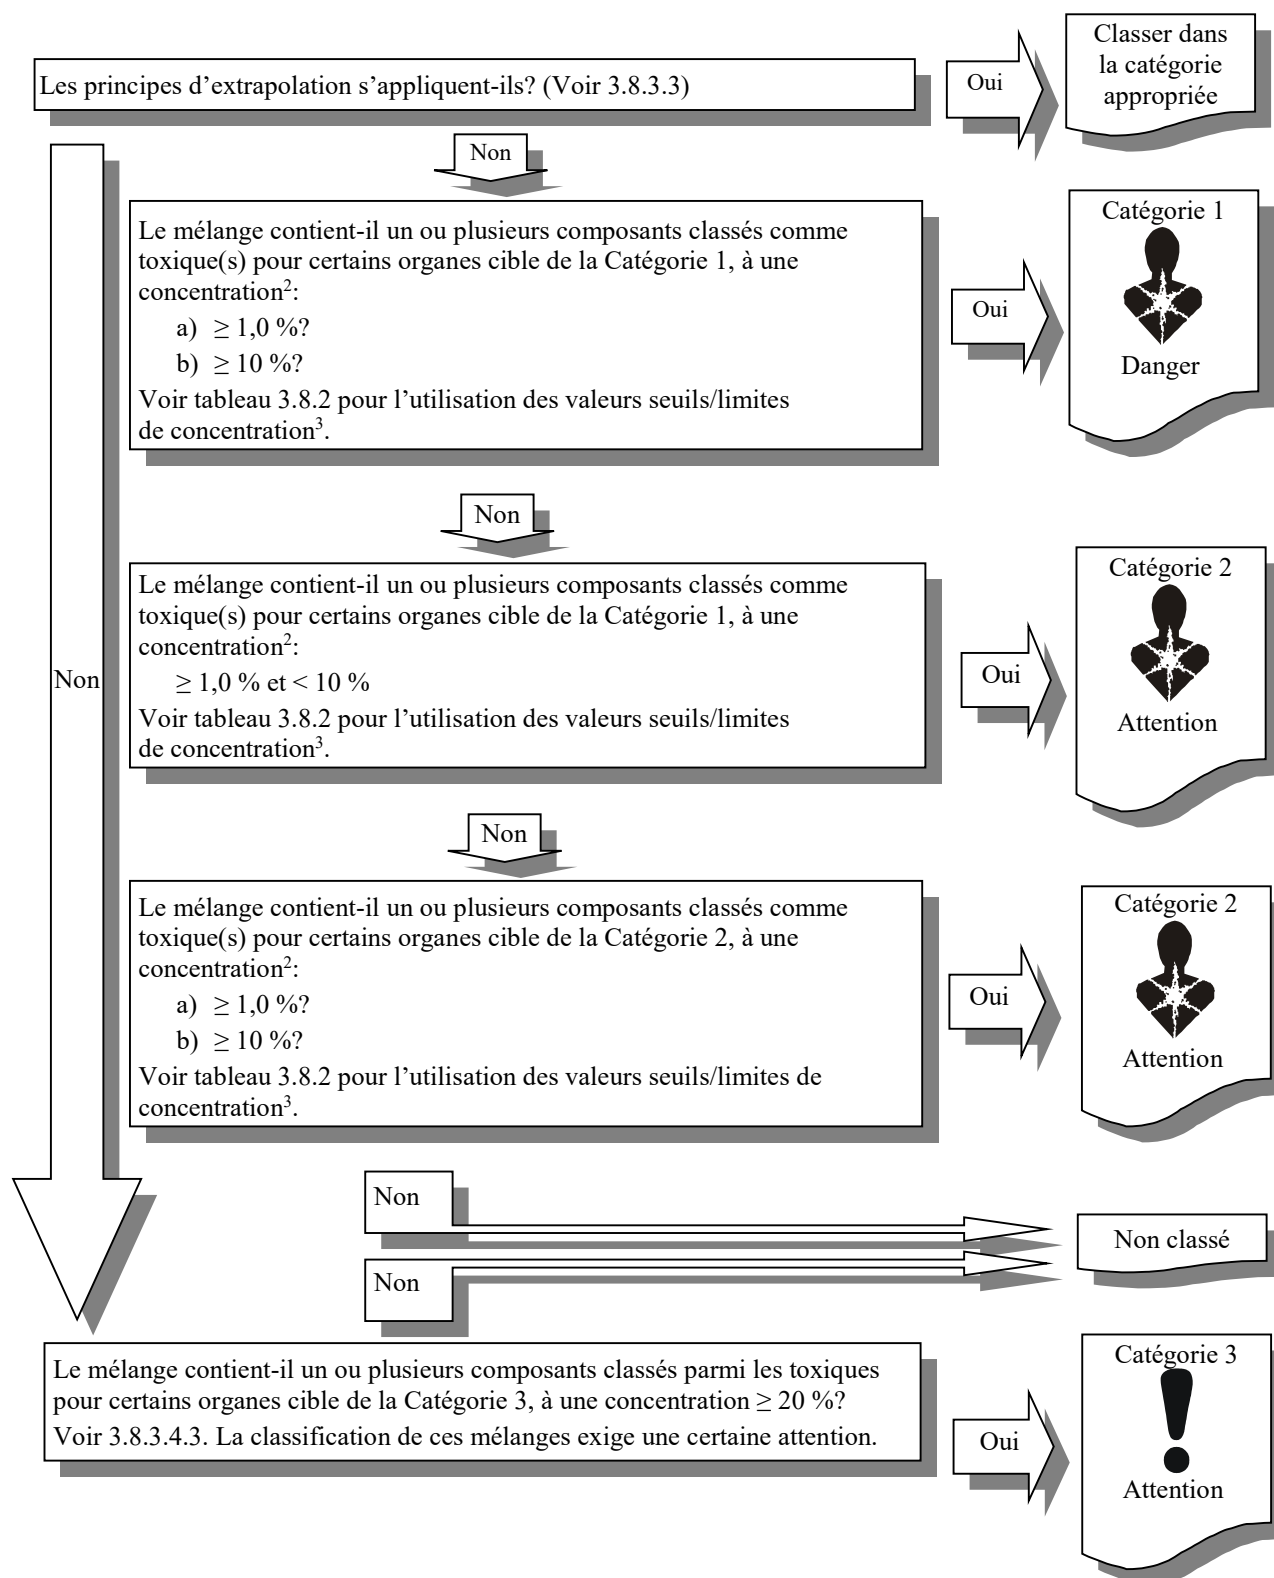 Les principes d’extrapolation s’appliquent-ils? (Voir 3.8.3.3)
Oui
Classer dans
la catégorie
appropriée
Non
Le mélange contient-il un ou plusieurs composants classés comme
toxique(s) pour certains organes cible de la Catégorie 1, à une
concentration²:
a) ≥ 1,0 %?
b) ≥ 10 %?
Voir tableau 3.8.2 pour l’utilisation des valeurs seuils/limites
de concentration³.
Oui
Catégorie 1
Danger
Non
Le mélange contient-il un ou plusieurs composants classés comme
toxique(s) pour certains organes cible de la Catégorie 1, à une
concentration²:
≥ 1,0 % et < 10 %
Voir tableau 3.8.2 pour l’utilisation des valeurs seuils/limites
de concentration³.
Oui
Catégorie 2
Attention
Non
Non
Le mélange contient-il un ou plusieurs composants classés comme
toxique(s) pour certains organes cible de la Catégorie 2, à une
concentration²:
a) ≥ 1,0 %?
b) ≥ 10 %?
Voir tableau 3.8.2 pour l’utilisation des valeurs seuils/limites de
concentration³.
Oui
Catégorie 2
Attention
Non
Non classé
Non
Le mélange contient-il un ou plusieurs composants classés parmi les toxiques
pour certains organes cible de la Catégorie 3, à une concentration ≥ 20 %?
Voir 3.8.3.4.3. La classification de ces mélanges exige une certaine attention.
Oui
Catégorie 3
Attention